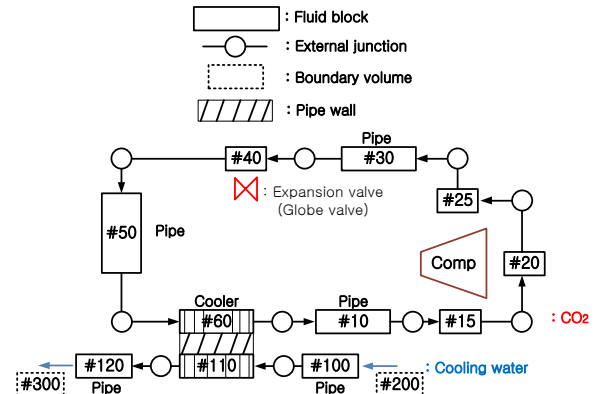 : Fluid block
: External junction
: Boundary volume
: Pipe wall
Pipe
#40
#30
: Expansion valve
(Globe valve)
#25
#50
Pipe
Comp
#20
Cooler
Pipe
#60
#10
#15
: CO2
#120
#110
#100
: Cooling water
#300
Pipe
Pipe
#200